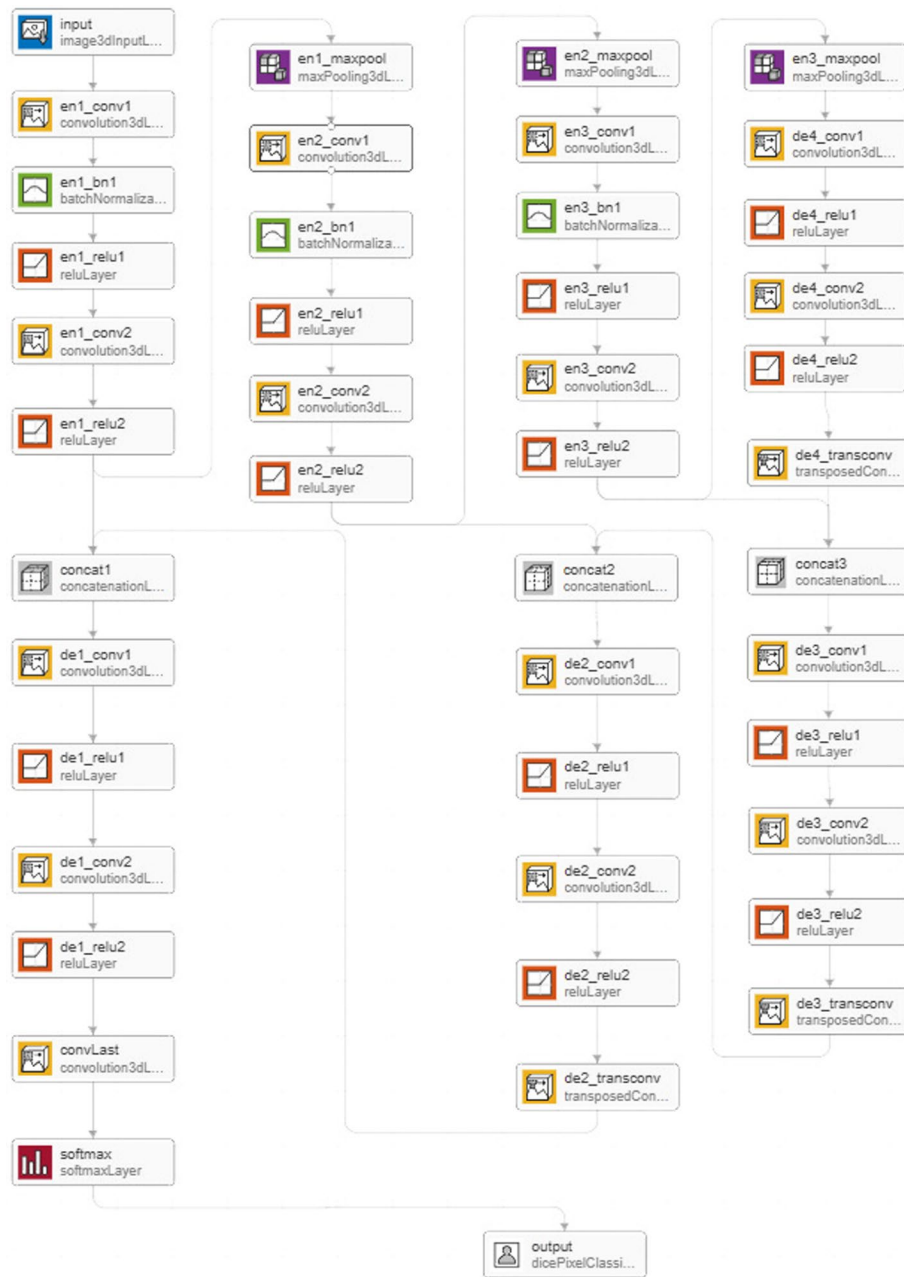 input
image3dInputL...
en1_conv1
convolution3dL...
en1_bn1
batchNormaliza...
en1_relu1
reluLayer
en1_conv2
convolution3dL...
en1_relu2
reluLayer
en1_maxpool
maxPooling3dL...
en2_conv1
convolution3dL...
en2_bn1
batchNormaliza...
en2_relu1
reluLayer
en2_conv2
convolution3dL...
en2_relu2
reluLayer
en2_maxpool
maxPooling3dL...
en3_conv1
convolution3dL...
en3_bn1
batchNormaliza...
en3_relu1
reluLayer
en3_conv2
convolution3dL...
en3_relu2
reluLayer
en3_maxpool
maxPooling3dL...
de4_conv1
convolution3dL...
de4_relu1
reluLayer
de4_conv2
convolution3dL...
de4_relu2
reluLayer
de4_transconv
transposedCon...
concat1
concatenationL...
de1_conv1
convolution3dL...
de1_relu1
reluLayer
de1_conv2
convolution3dL...
de1_relu2
reluLayer
convLast
convolution3dL...
softmax
softmaxLayer
concat2
concatenationL...
de2_conv1
convolution3dL...
de2_relu1
reluLayer
de2_conv2
convolution3dL...
de2_relu2
reluLayer
de2_transconv
transposedCon...
concat3
concatenationL...
de3_conv1
convolution3dL...
de3_relu1
reluLayer
de3_conv2
convolution3dL...
de3_relu2
reluLayer
de3_transconv
transposedCon...
output
dicePixelClassi...